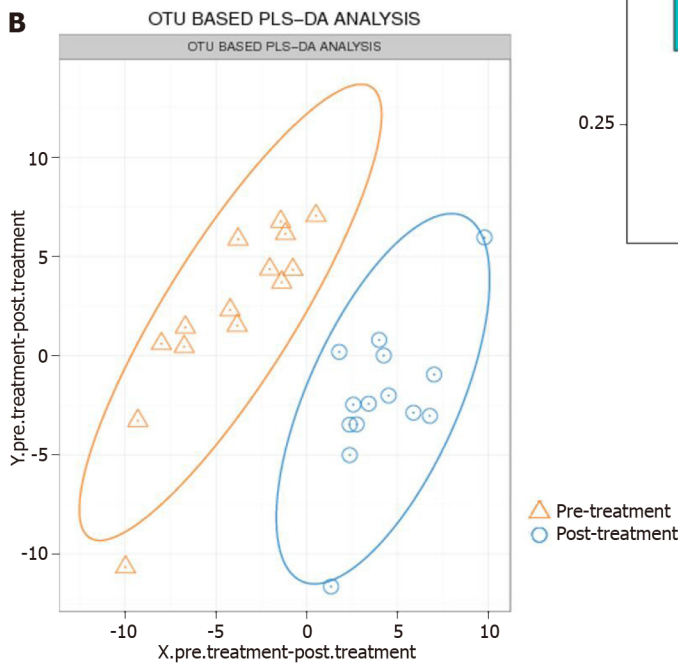 B
OTU BASED PLS-DA ANALYSIS
OTU BASED PLS-DA ANALYSIS
0.25
10
5
0
-5
-10
Y.pre.treatment-post.treatment
-10 -5 0 5 10
X.pre.treatment-post.treatment
Pre-treatment
Post-treatment